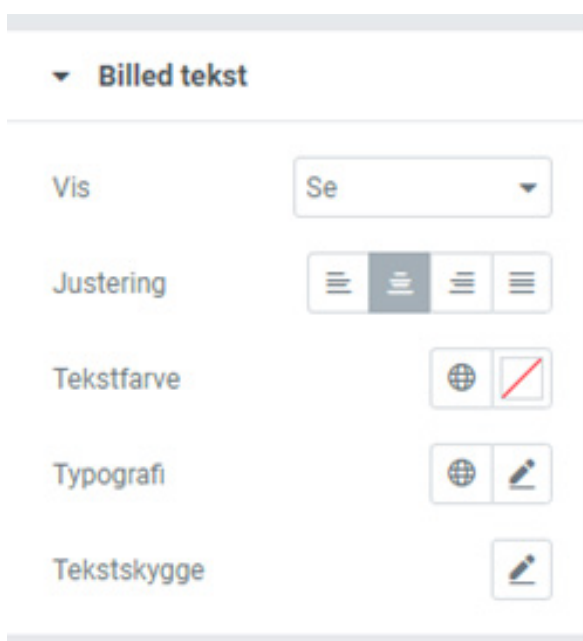 Billed tekst
Vis Se
Justering
Tekstfarve
Typografi
Tekstskygge